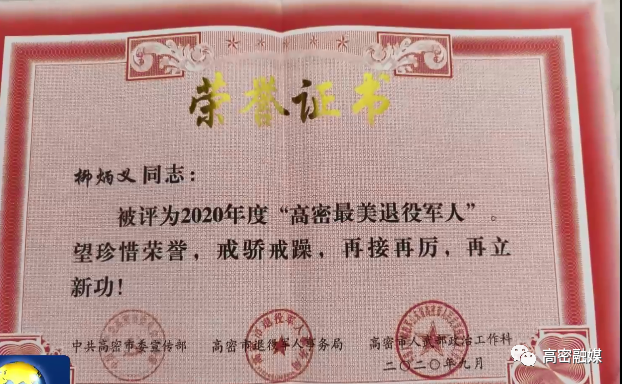 荣誉证书
柳炳义同志：
被评为2020年度“高密最美退役军人”。
望珍惜荣誉，戒骄戒躁，再接再厉，再立
新功！
中共高密市委宣传部 高密市退役军人事务局 高密市人武部政治工作科
二〇二〇年九月
高密融媒